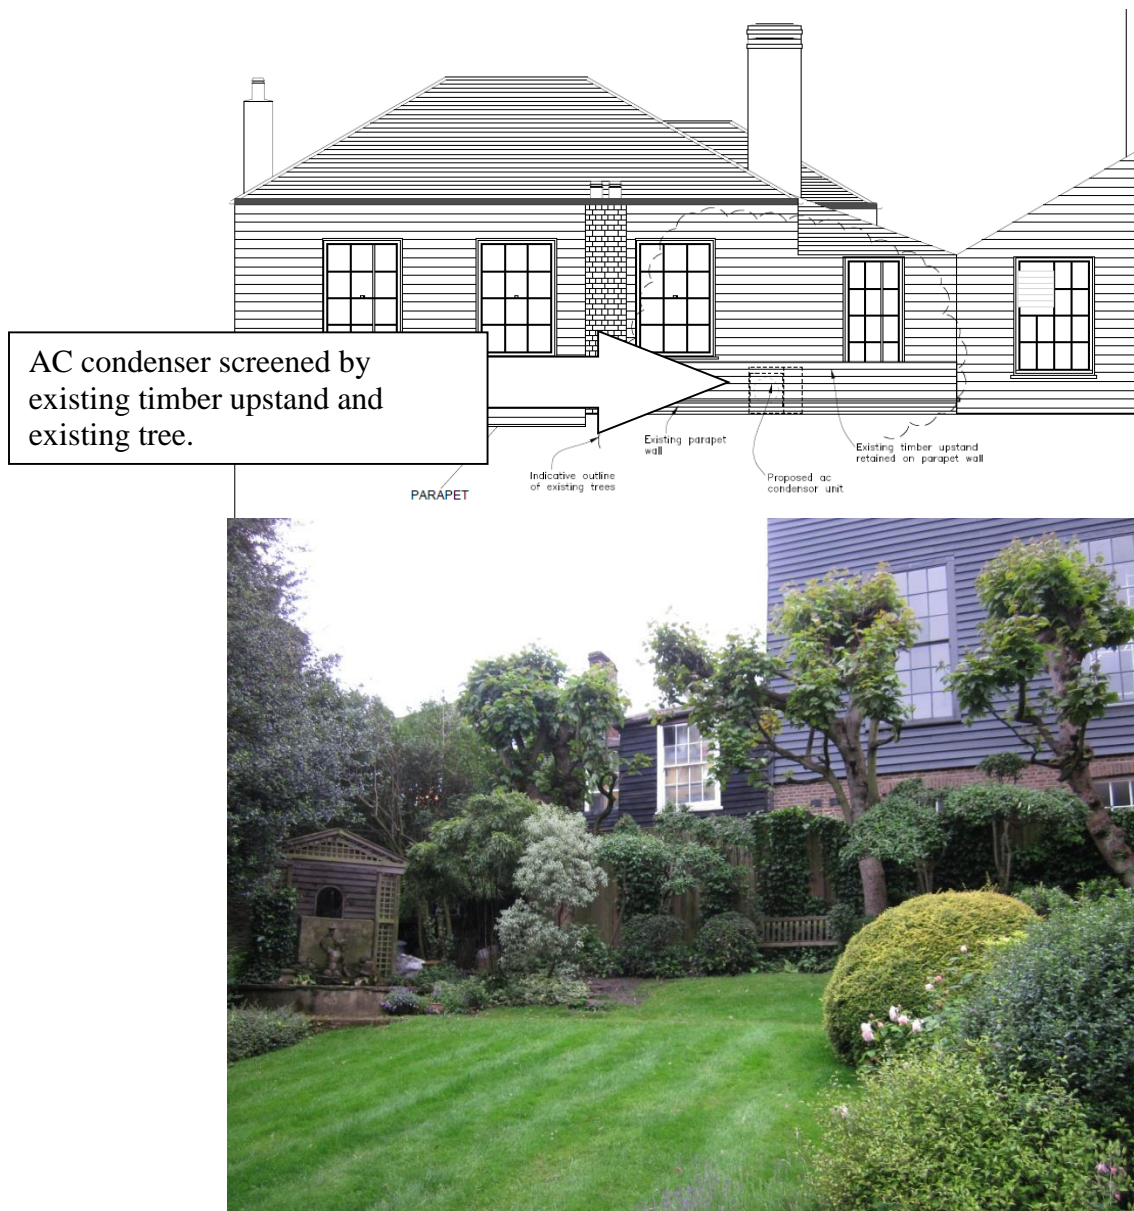 AC condenser screened by
existing timber upstand and
existing tree.
Existing parapet
wall
Existing timber upstand
retained on parapet wall
Indicative outline
of existing trees
Proposed ac
condensor unit
PARAPET